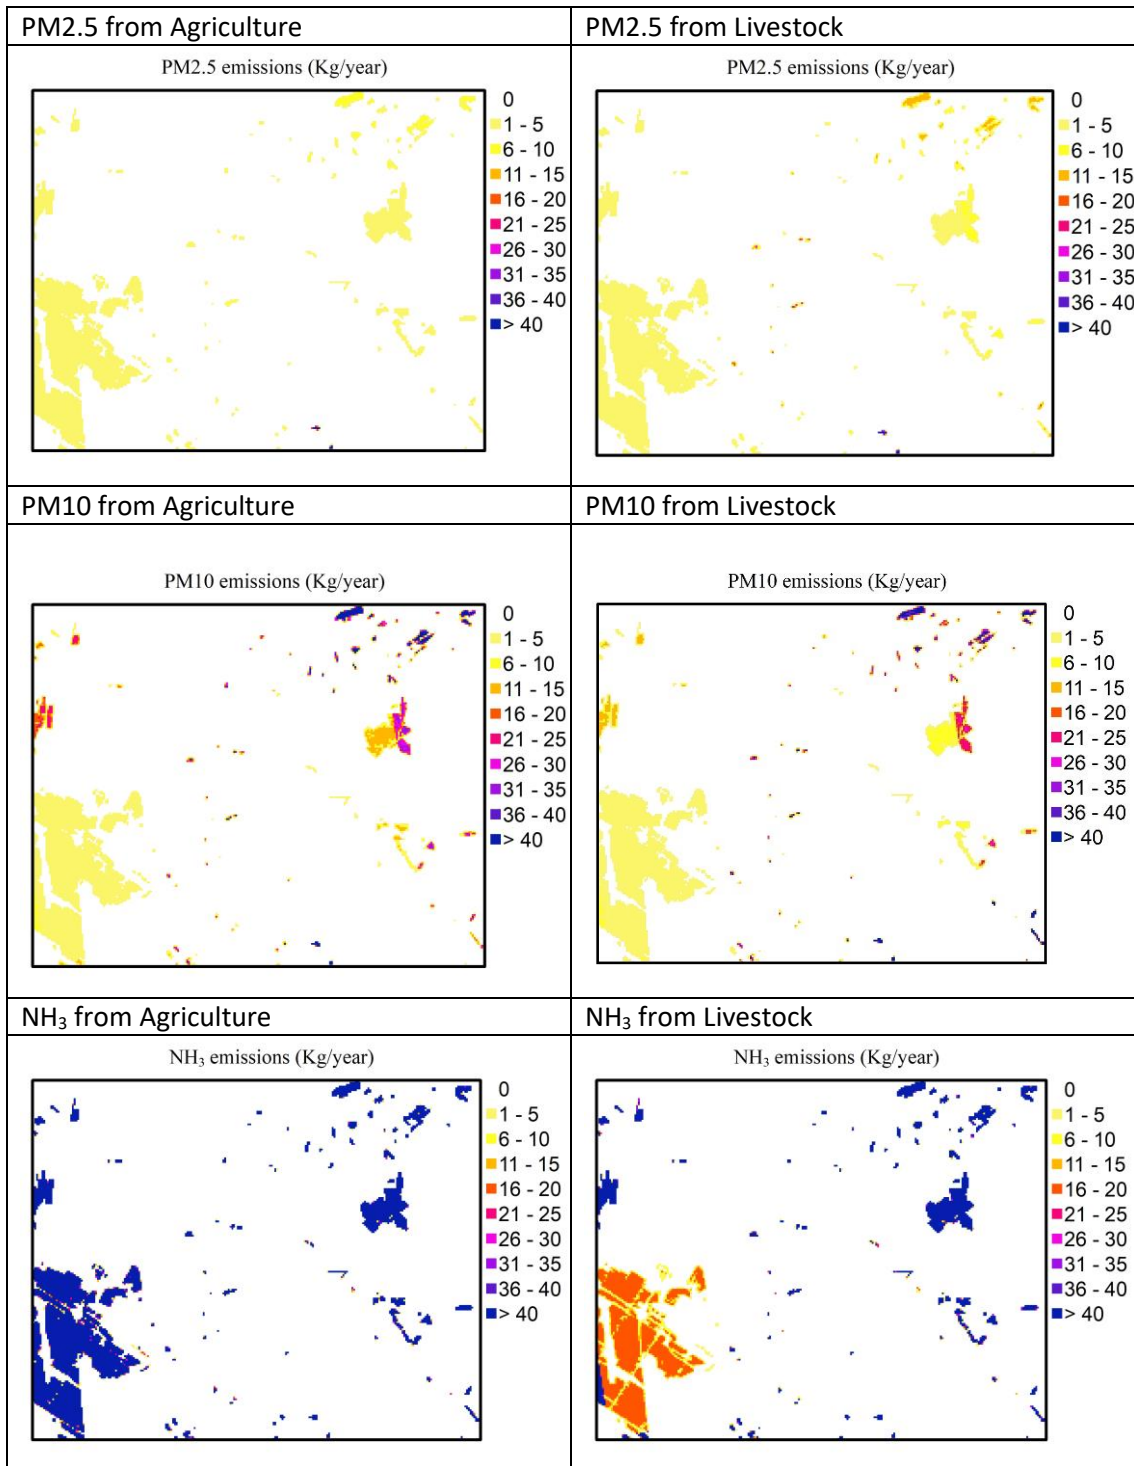 PM2.5 from Agriculture
PM2.5 from Livestock
PM2.5 emissions (Kg/year)
0
1 - 5
6 - 10
11 - 15
16 - 20
21 - 25
26 - 30
31 - 35
36 - 40
> 40
PM2.5 emissions (Kg/year)
0
1 - 5
6 - 10
11 - 15
16 - 20
21 - 25
26 - 30
31 - 35
36 - 40
> 40
PM10 from Agriculture
PM10 from Livestock
PM10 emissions (Kg/year)
0
1 - 5
6 - 10
11 - 15
16 - 20
21 - 25
26 - 30
31 - 35
36 - 40
> 40
PM10 emissions (Kg/year)
0
1 - 5
6 - 10
11 - 15
16 - 20
21 - 25
26 - 30
31 - 35
36 - 40
> 40
NH₃ from Agriculture
NH₃ from Livestock
NH₃ emissions (Kg/year)
0
1 - 5
6 - 10
11 - 15
16 - 20
21 - 25
26 - 30
31 - 35
36 - 40
> 40
NH₃ emissions (Kg/year)
0
1 - 5
6 - 10
11 - 15
16 - 20
21 - 25
26 - 30
31 - 35
36 - 40
> 40